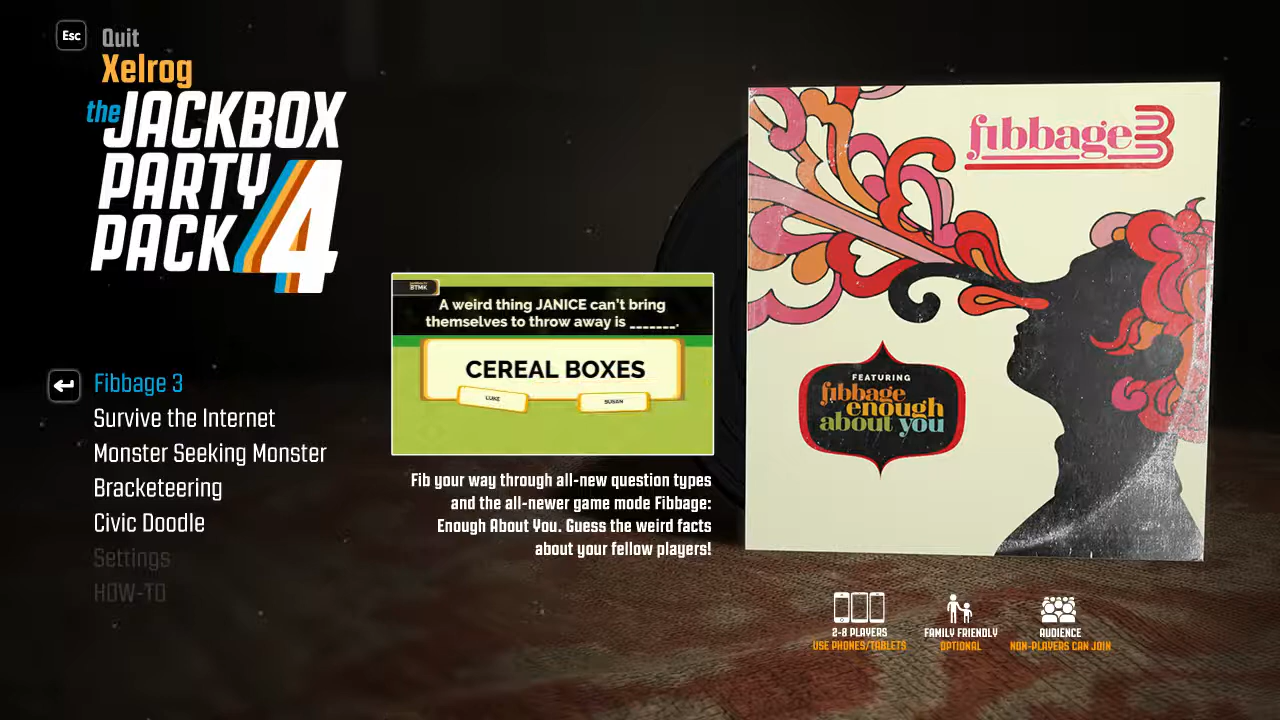 Esc
Quit
Xelrog
the JACKBOX
PARTY
PACK 4
Fibbage 3
Survive the Internet
Monster Seeking Monster
Bracketeering
Civic Doodle
Settings
HOW-TO
BTMK
A weird thing JANICE can't bring
themselves to throw away is _______.
CEREAL BOXES
LUKE
SUSAN
Fib your way through all-new question types
and the all-newer game mode Fibbage:
Enough About You. Guess the weird facts
about your fellow players!
fibbage 3
FEATURING
fibbage
enough
about you
2-8 PLAYERS
USE PHONES/TABLETS
FAMILY FRIENDLY
OPTIONAL
AUDIENCE
NON-PLAYERS CAN JOIN